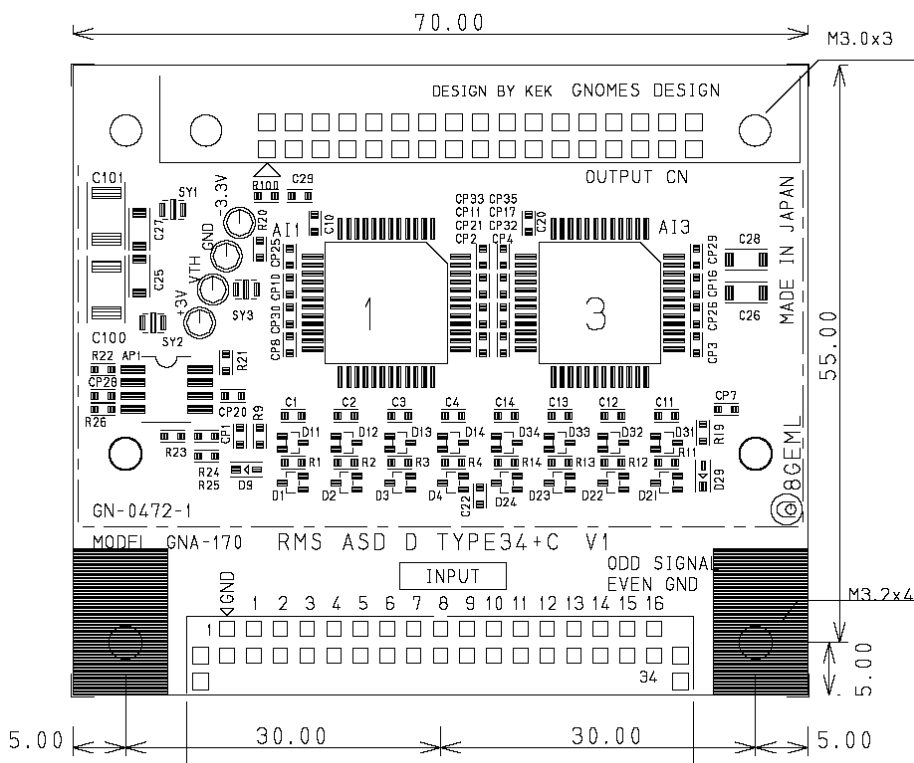 70.00
M3.0x3
DESIGN BY KEK GNOMES DESIGN
OUTPUT CN
C101
SY1
C27
-3.3V
GND
VTH
+3V
R100
C29
R20
AI1
C10
CP33 CP35
CP11 CP17
CP21 CP32
CP2 CP4
C20
AI3
CP29
C28
MADE IN JAPAN
CP25
CP10
CP30
CP8
1
3
CP16
CP26
CP3
C26
C25
SY3
SY2
C100
R22
AP1
CP28
R26
R21
CP20
R9
CP1
R23
R24
R25
D9
C1 C2 C3 C4 C14 C13 C12 C11
CP7
D11 D12 D13 D14 D34 D33 D32 D31
R19
R1 R2 R3 R4 R14 R13 R12 R11
D1 D2 D3 D4 D24 D23 D22 D21
C22
D29
@8GEML
55.00
GN-0472-1
MODEL GNA-170 RMS ASD D TYPE34+C V1
INPUT
ODD SIGNAL
EVEN GND
GND 1 2 3 4 5 6 7 8 9 10 11 12 13 14 15 16
M3.2x4
1
34
5.00
5.00 30.00 30.00 5.00